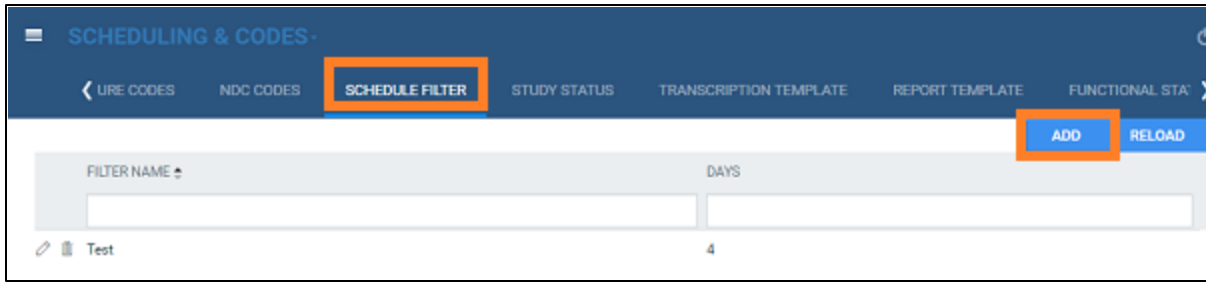 SCHEDULING & CODES
URE CODES NDC CODES SCHEDULE FILTER STUDY STATUS TRANSCRIPTION TEMPLATE REPORT TEMPLATE FUNCTIONAL STAT
ADD RELOAD
FILTER NAME DAYS
Test 4